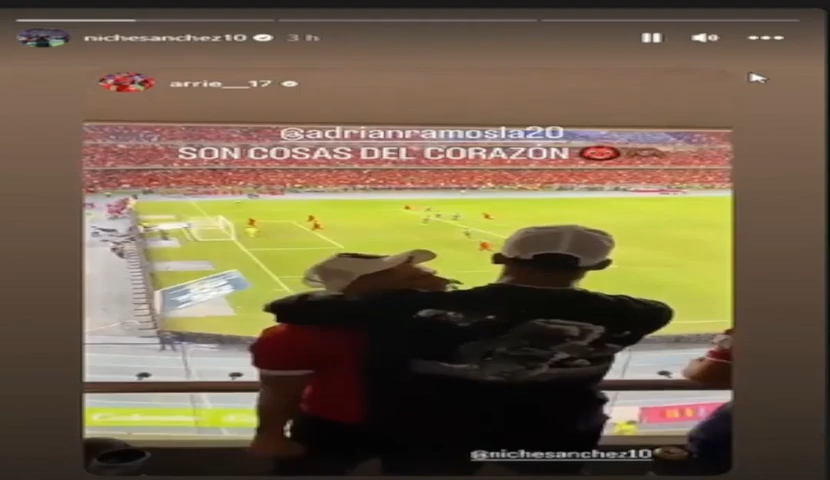 nichesanchez10 3 h
arrie__17
@adrianramosla20
SON COSAS DEL CORAZÓN
@nichesanchez10